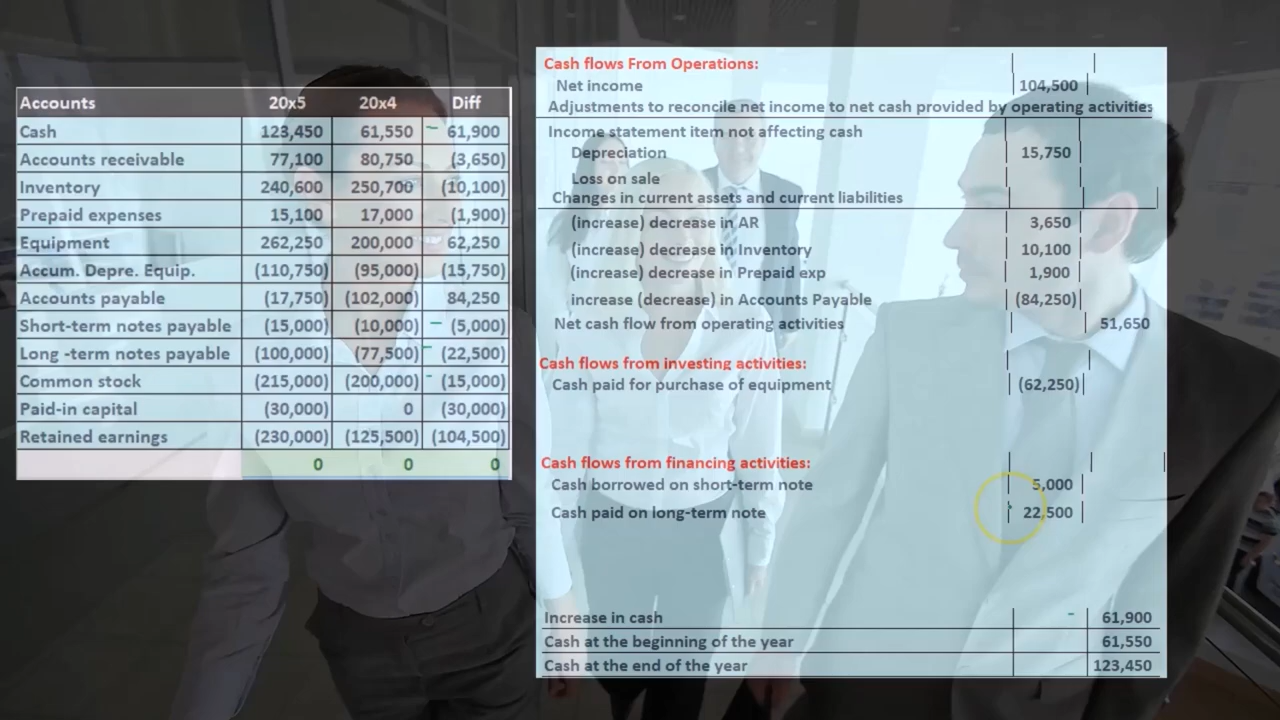 Accounts 20x5 20x4 Diff
Cash 123,450 61,550 61,900
Accounts receivable 77,100 80,750 (3,650)
Inventory 240,600 250,700 (10,100)
Prepaid expenses 15,100 17,000 (1,900)
Equipment 262,250 200,000 62,250
Accum. Depre. Equip. (110,750) (95,000) (15,750)
Accounts payable (17,750) (102,000) 84,250
Short-term notes payable (15,000) (10,000) (5,000)
Long -term notes payable (100,000) (77,500) (22,500)
Common stock (215,000) (200,000) (15,000)
Paid-in capital (30,000) 0 (30,000)
Retained earnings (230,000) (125,500) (104,500)
0 0 0
Cash flows From Operations:
Net income 104,500
Adjustments to reconcile net income to net cash provided by operating activities
Income statement item not affecting cash
Depreciation 15,750
Loss on sale
Changes in current assets and current liabilities
(increase) decrease in AR 3,650
(increase) decrease in Inventory 10,100
(increase) decrease in Prepaid exp 1,900
increase (decrease) in Accounts Payable (84,250)
Net cash flow from operating activities 51,650
Cash flows from investing activities:
Cash paid for purchase of equipment (62,250)
Cash flows from financing activities:
Cash borrowed on short-term note 5,000
Cash paid on long-term note 22,500
Increase in cash 61,900
Cash at the beginning of the year 61,550
Cash at the end of the year 123,450